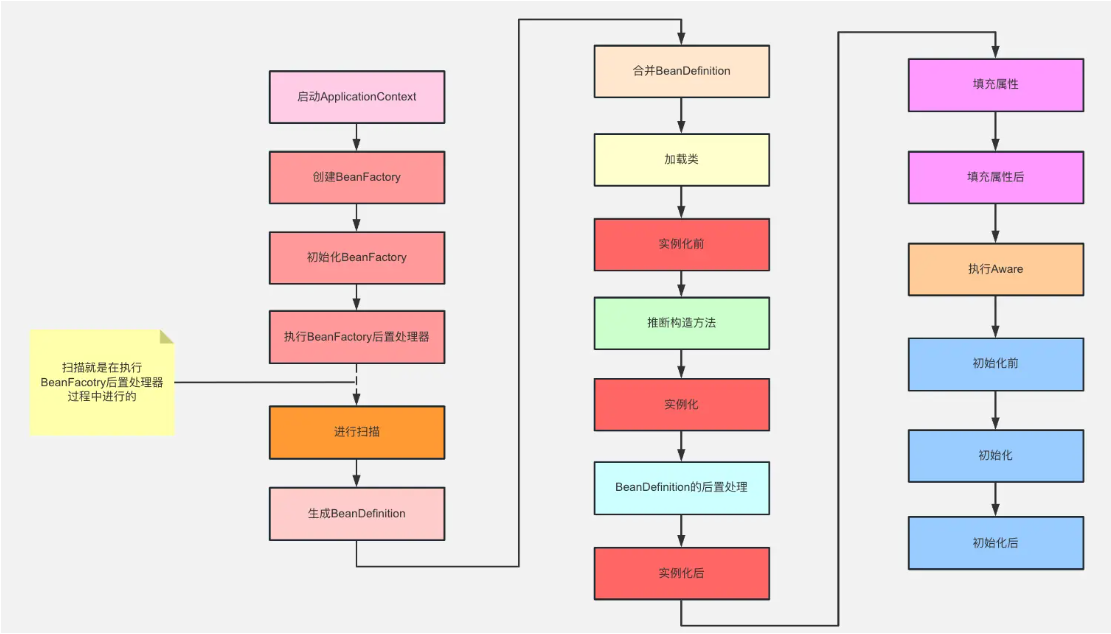 启动ApplicationContext
创建BeanFactory
初始化BeanFactory
执行BeanFactory后置处理器
扫描就是在执行
BeanFacotry后置处理器
过程中进行的
进行扫描
生成BeanDefinition
合并BeanDefinition
加载类
实例化前
推断构造方法
实例化
BeanDefinition的后置处理
实例化后
填充属性
填充属性后
执行Aware
初始化前
初始化
初始化后